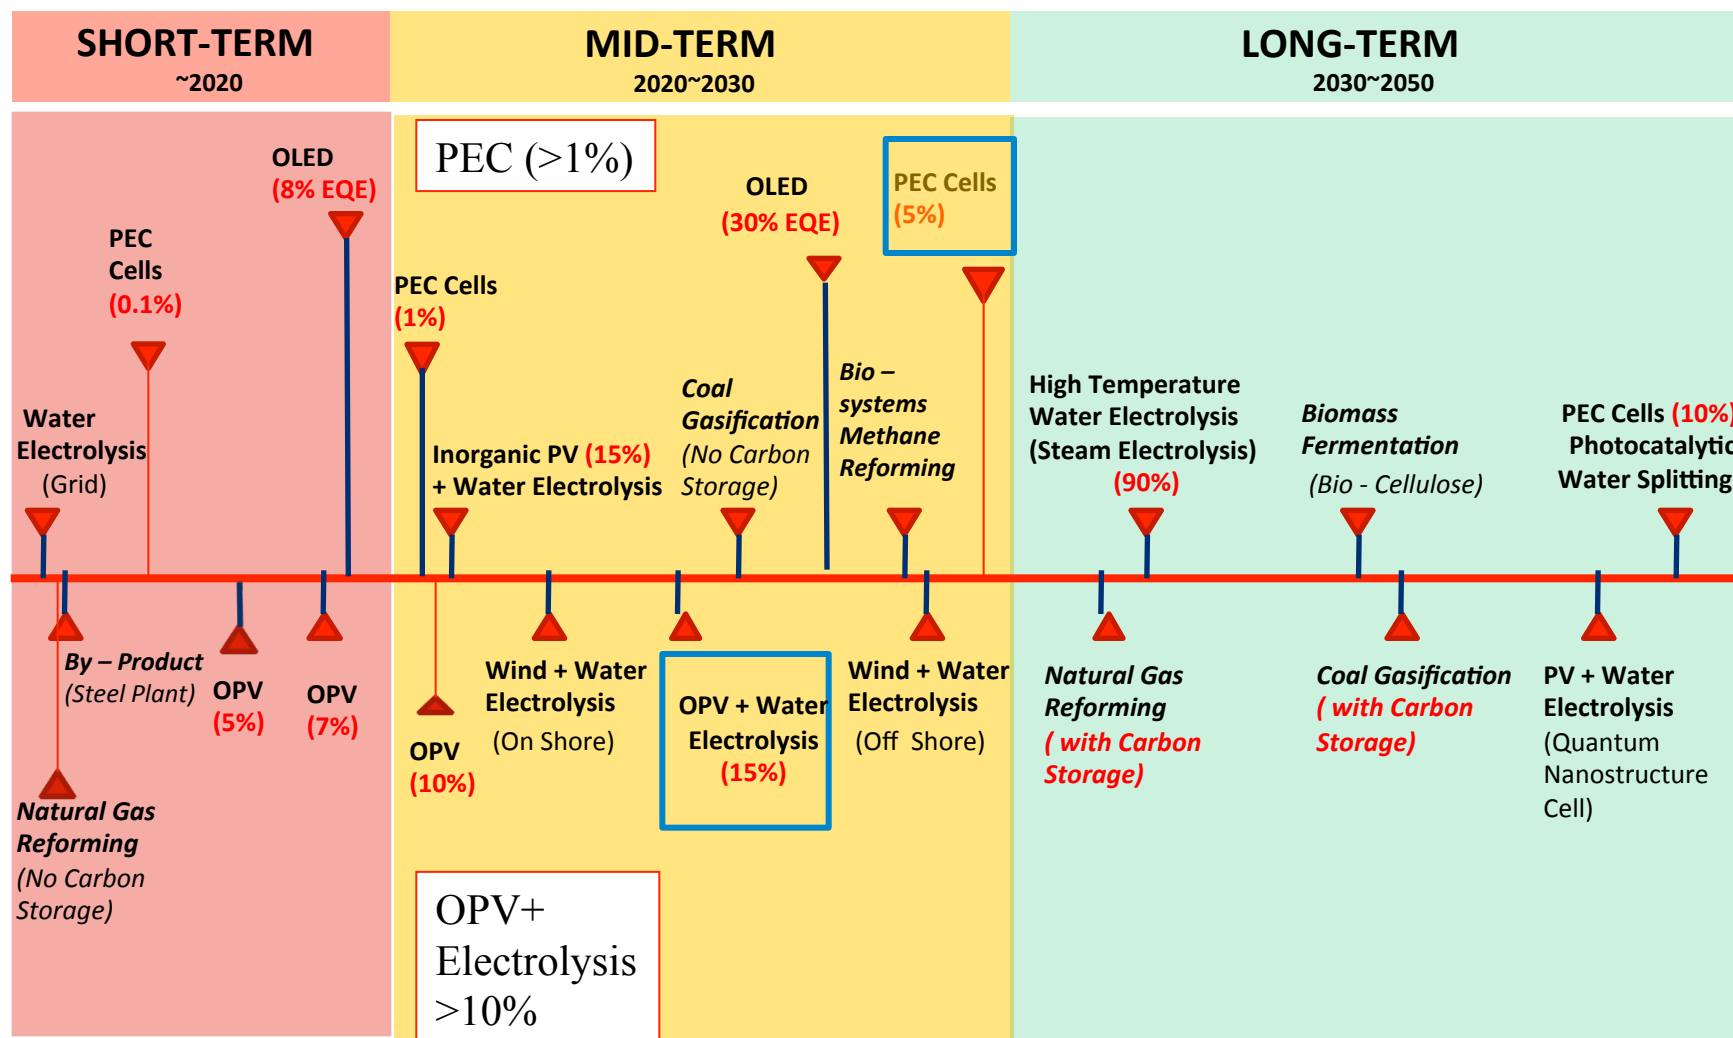 SHORT-TERM
~2020
MID-TERM
2020~2030
LONG-TERM
2030~2050
OLED
(8% EQE)
PEC
Cells
(0.1%)
Water
Electrolysis
(Grid)
By – Product
(Steel Plant)
OPV
(5%)
OPV
(7%)
Natural Gas
Reforming
(No Carbon
Storage)
PEC (>1%)
PEC Cells
(1%)
OLED
(30% EQE)
PEC Cells
(5%)
Inorganic PV (15%)
+ Water Electrolysis
Coal
Gasification
(No Carbon
Storage)
Bio –
systems
Methane
Reforming
OPV
(10%)
Wind + Water
Electrolysis
(On Shore)
OPV + Water
Electrolysis
(15%)
Wind + Water
Electrolysis
(Off Shore)
OPV+
Electrolysis
>10%
High Temperature
Water Electrolysis
(Steam Electrolysis)
(90%)
Biomass
Fermentation
(Bio - Cellulose)
PEC Cells (10%)
Photocatalytic
Water Splitting
Natural Gas
Reforming
( with Carbon
Storage)
Coal Gasification
( with Carbon
Storage)
PV + Water
Electrolysis
(Quantum
Nanostructure
Cell)